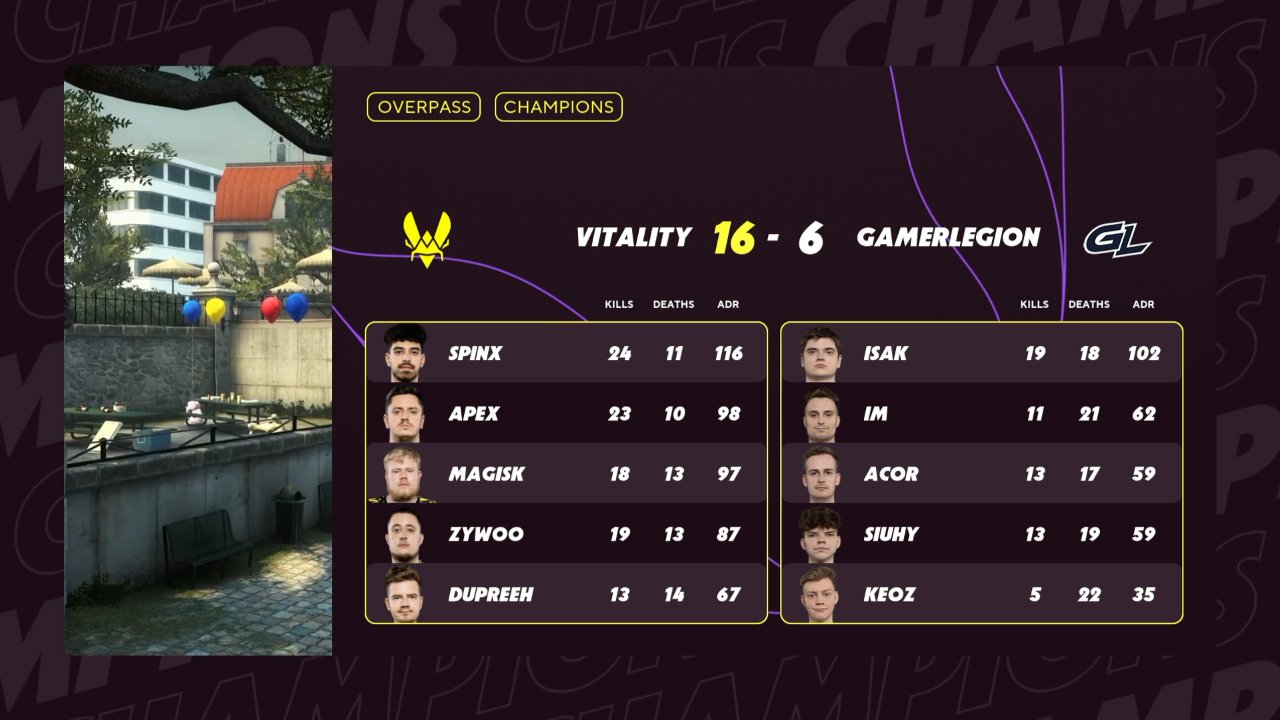 OVERPASS CHAMPIONS
VITALITY 16 - 6 GAMERLEGION GL
KILLS DEATHS ADR
SPINX 24 11 116
APEX 23 10 98
MAGISK 18 13 97
ZYWOO 19 13 87
DUPREEH 13 14 67
KILLS DEATHS ADR
ISAK 19 18 102
IM 11 21 62
ACOR 13 17 59
SIUHY 13 19 59
KEOZ 5 22 35
CHAMPIONS